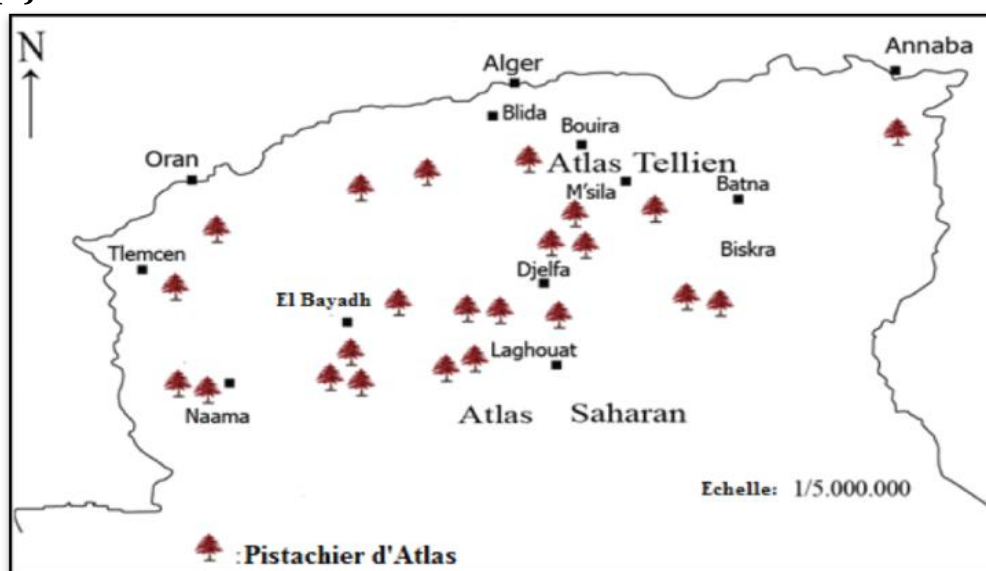 N
Annaba
Alger
Blida
Bouira
Oran
Atlas Tellien
M'sila
Batna
Tlemcen
Biskra
Djelfa
El Bayadh
Laghouat
Naama
Atlas Saharan
Echelle: 1/5.000.000
:Pistachier d'Atlas